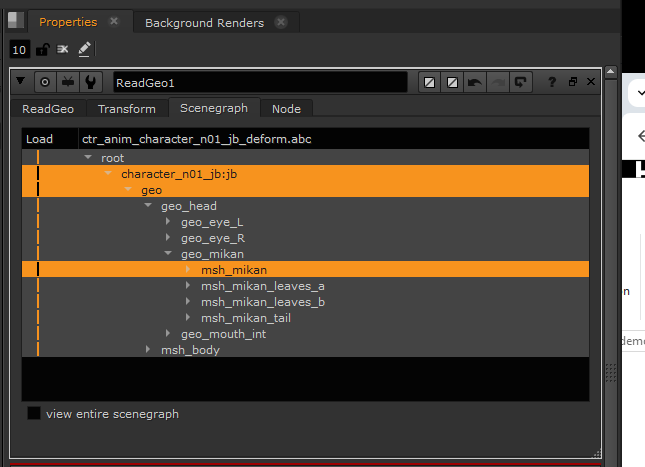 Properties
Background Renders
10
ReadGeo1
?
ReadGeo Transform Scenegraph Node
Load ctr_anim_character_n01_jb_deform.abc
root
character_n01_jb:jb
geo
geo_head
geo_eye_L
geo_eye_R
geo_mikan
msh_mikan
msh_mikan_leaves_a
msh_mikan_leaves_b
msh_mikan_tail
geo_mouth_int
msh_body
view entire scenegraph
n
demo